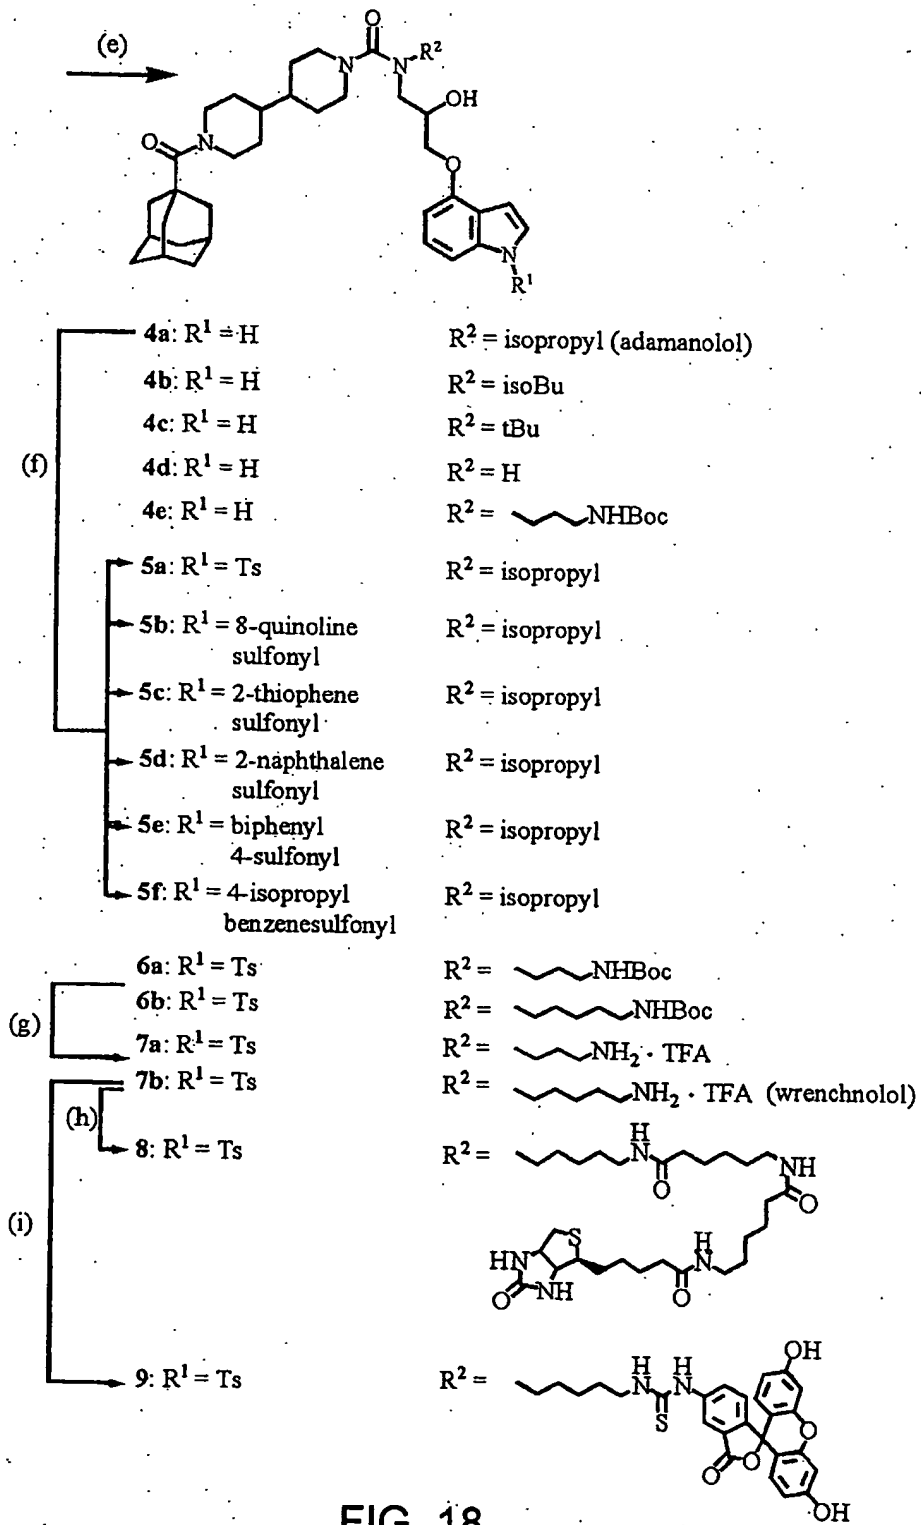 (e)
O
N N R²
OH
O N
O
N
R¹
4a: R¹ = H R² = isopropyl (adamanolol)
4b: R¹ = H R² = isoBu
4c: R¹ = H R² = tBu
(f)
4d: R¹ = H R² = H
4e: R¹ = H R² = NHBoc
5a: R¹ = Ts R² = isopropyl
5b: R¹ = 8-quinoline R² = isopropyl
sulfonyl
5c: R¹ = 2-thiophene R² = isopropyl
sulfonyl
5d: R¹ = 2-naphthalene R² = isopropyl
sulfonyl
5e: R¹ = biphenyl R² = isopropyl
4-sulfonyl
5f: R¹ = 4-isopropyl R² = isopropyl
benzenesulfonyl
6a: R¹ = Ts R² = NHBoc
6b: R¹ = Ts R² = NHBoc
(g)
7a: R¹ = Ts R² = NH₂ · TFA
7b: R¹ = Ts R² = NH₂ · TFA (wrenchnolol)
(h)
8: R¹ = Ts R² = H N O NH O
(i)
S H N O
HN NH O
9: R¹ = Ts R² = H N S H N O O O OH OH
FIG. 18